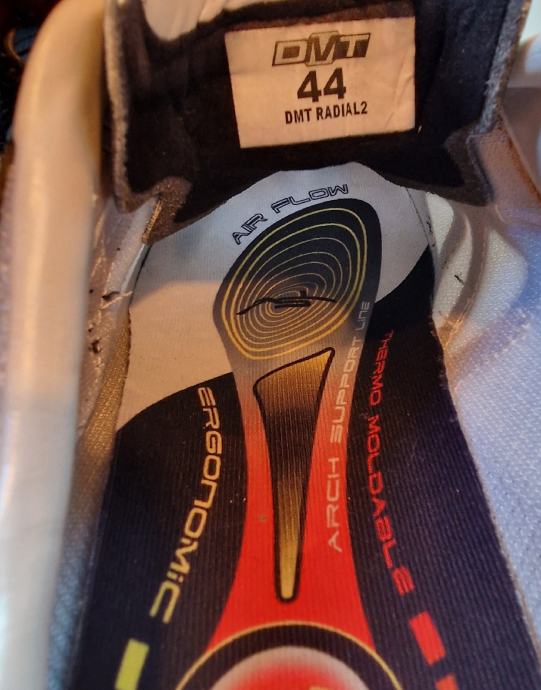 DMT
44
DMT RADIAL2
AIR FLOW
ERGONOMIC
ARCH SUPPORT LINE
THERMO MOLDABLE